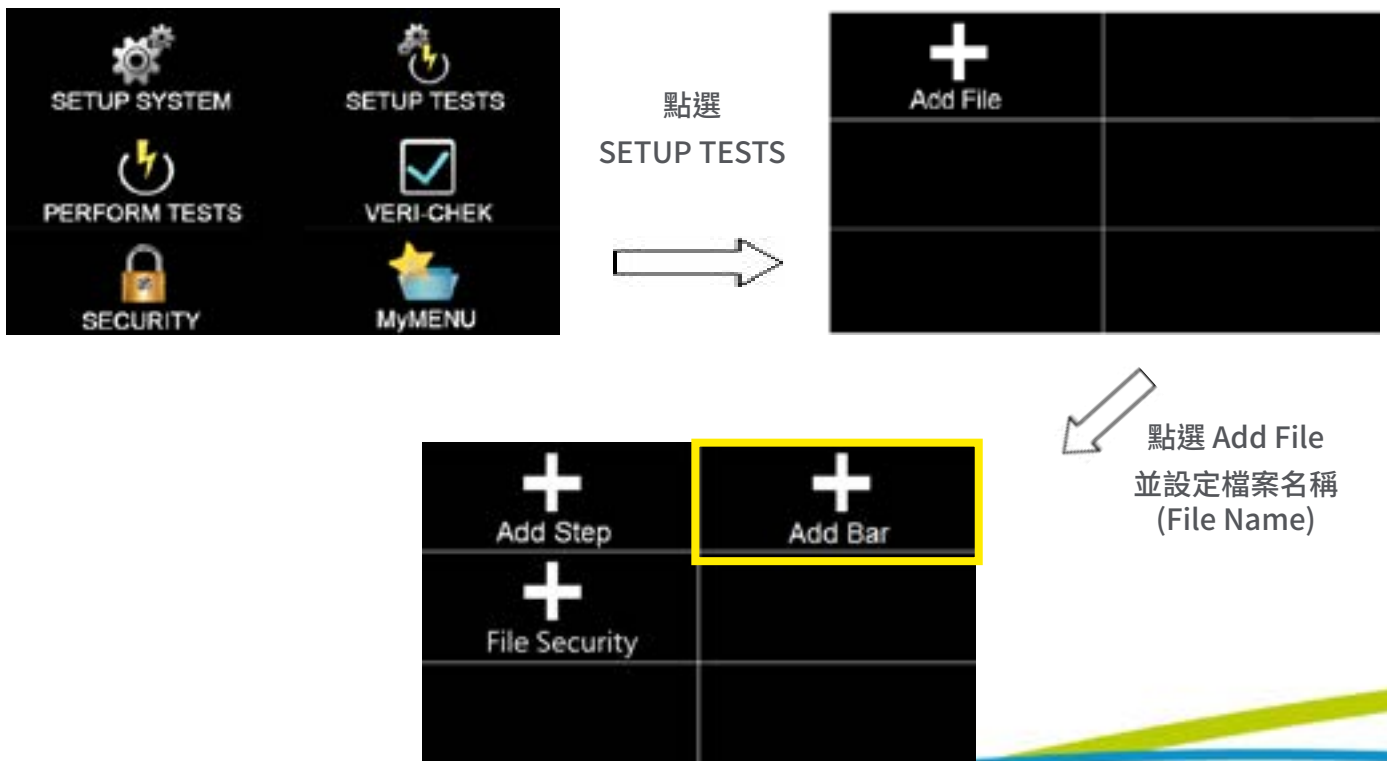 SETUP SYSTEM
SETUP TESTS
PERFORM TESTS
VERI-CHEK
SECURITY
MyMENU
點選
SETUP TESTS
Add File
點選 Add File
並設定檔案名稱
(File Name)
Add Step
Add Bar
File Security